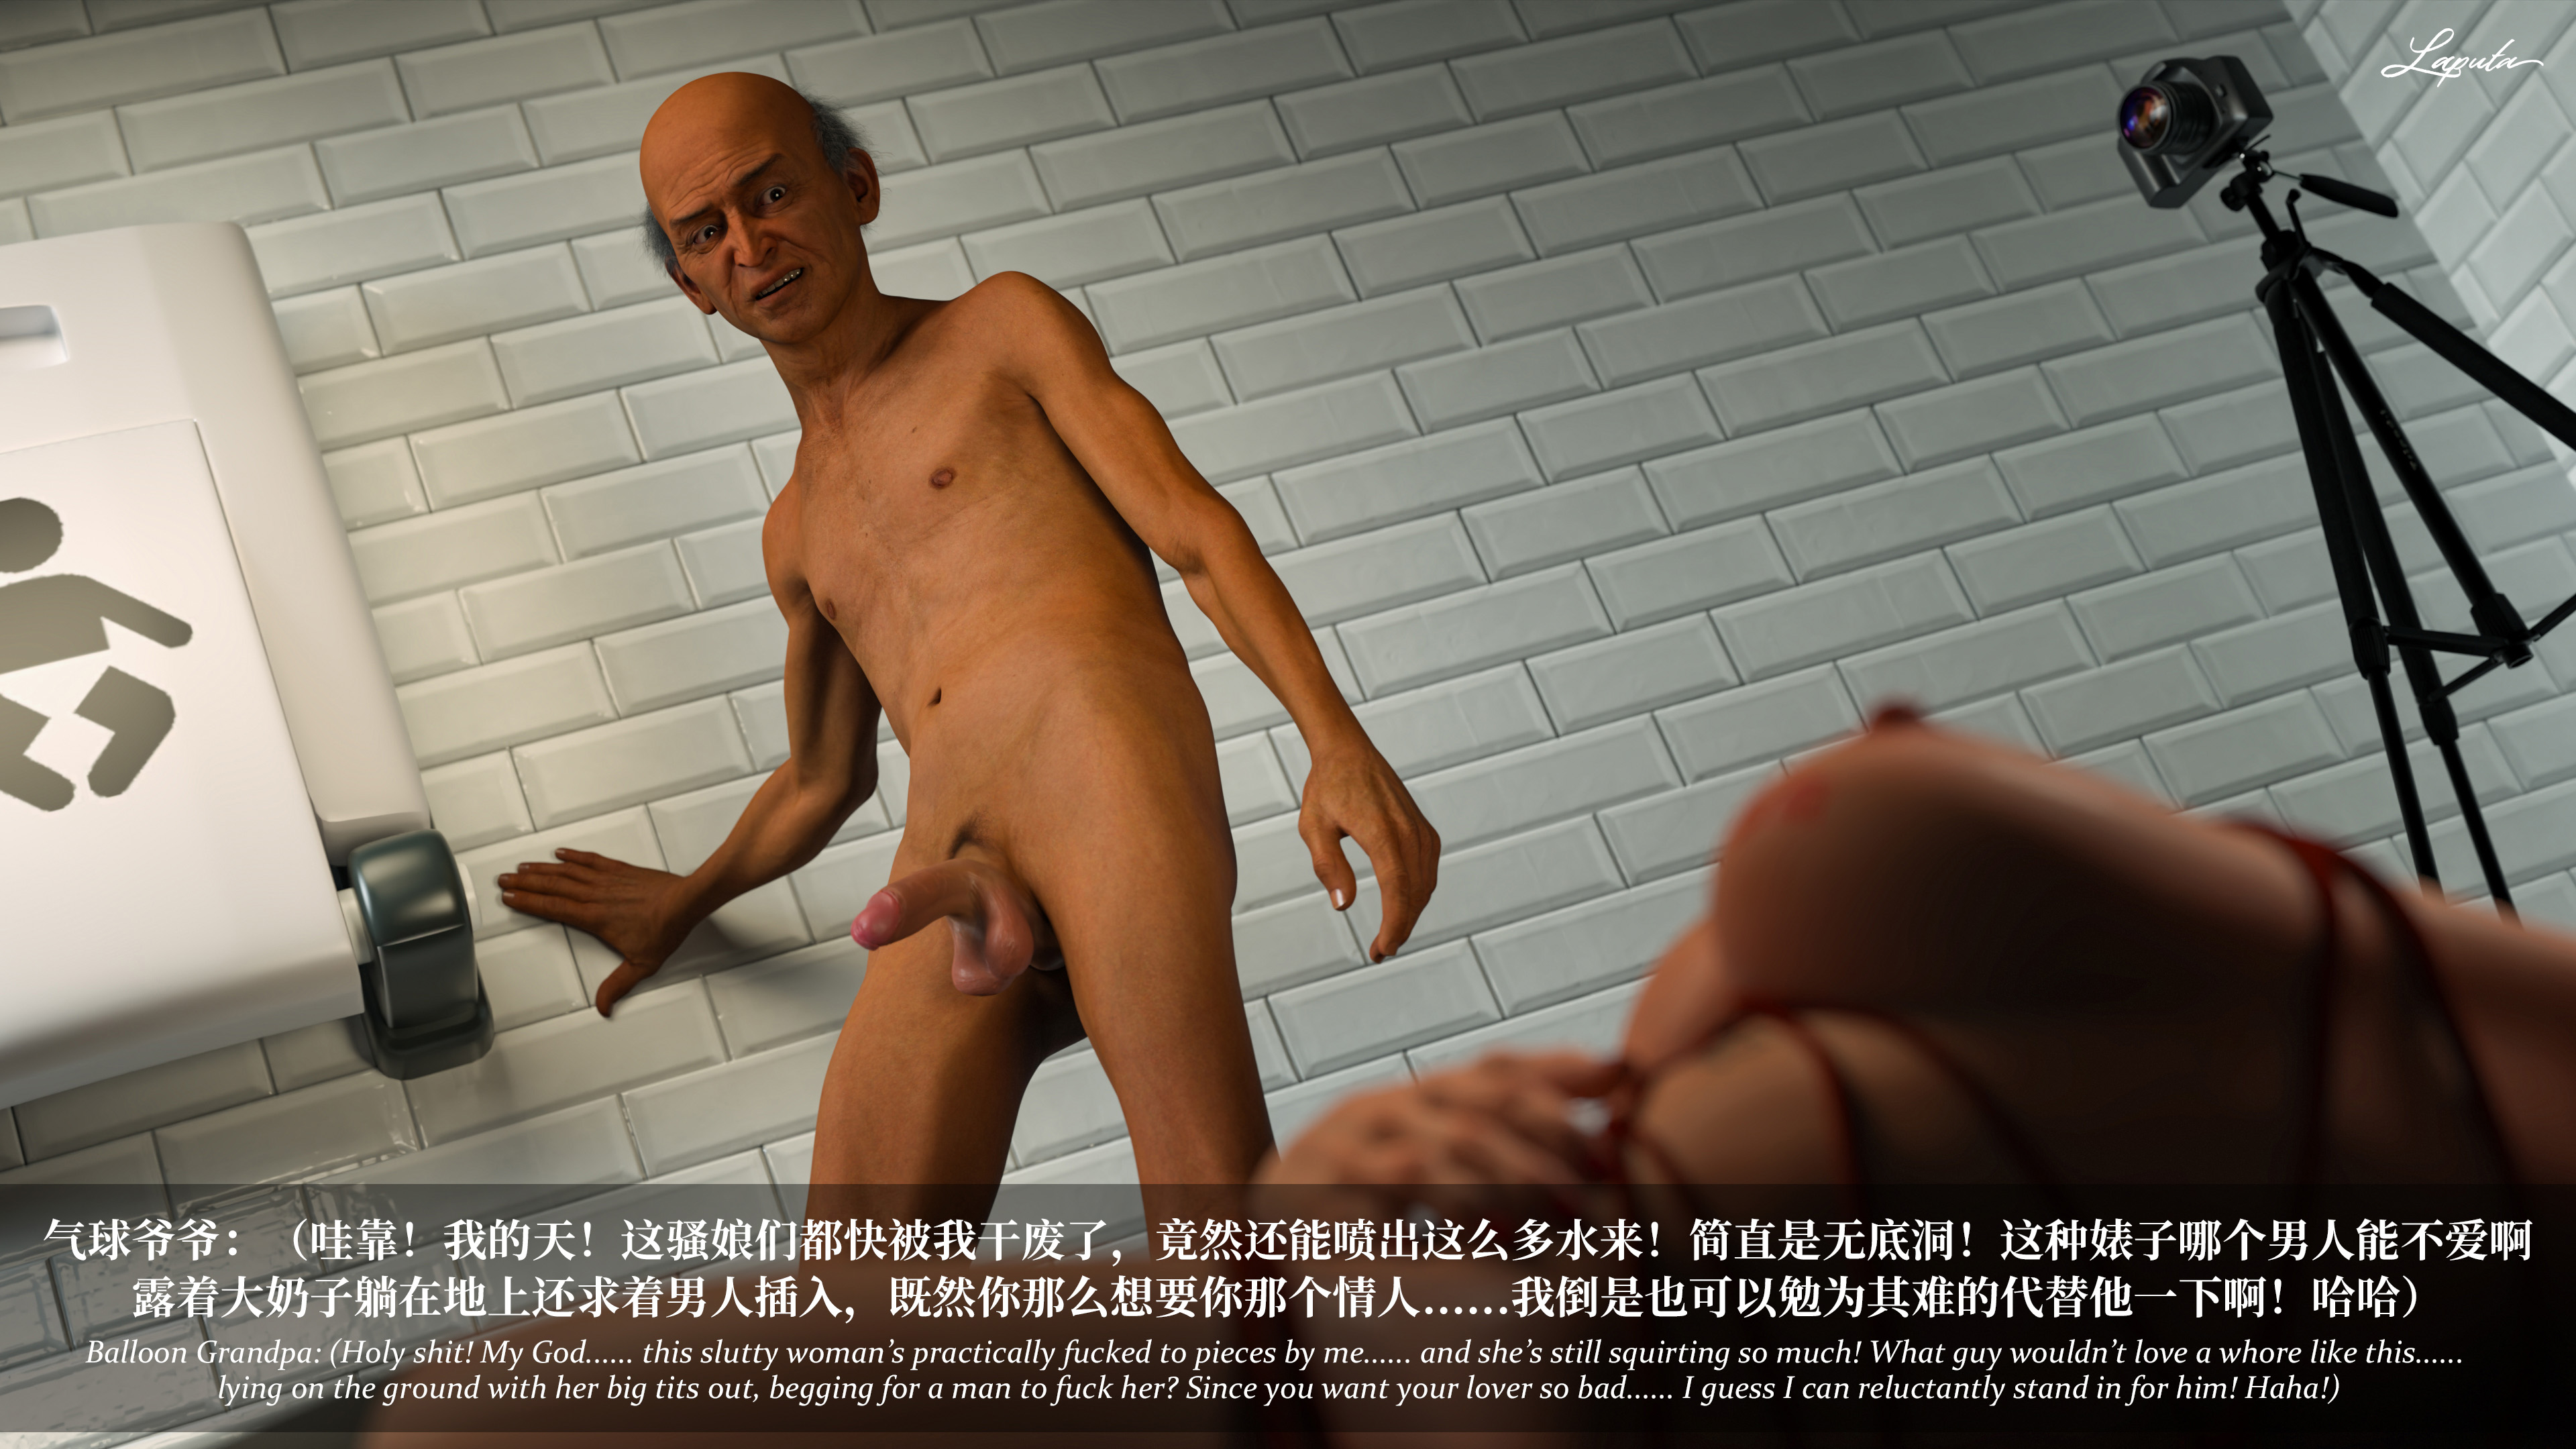 Laputa
气球爷爷：（哇靠！我的天！这骚娘们都快被我干废了，竟然还能喷出这么多水来！简直是无底洞！这种婊子哪个男人能不爱啊
露着大奶子躺在地上还求着男人插入，既然你那么想要你那个情人……我倒是也可以勉为其难的代替他一下啊！哈哈）
Balloon Grandpa: (Holy shit! My God...... this slutty woman’s practically fucked to pieces by me...... and she’s still squirting so much! What guy wouldn’t love a whore like this......
lying on the ground with her big tits out, begging for a man to fuck her? Since you want your lover so bad...... I guess I can reluctantly stand in for him! Haha!)